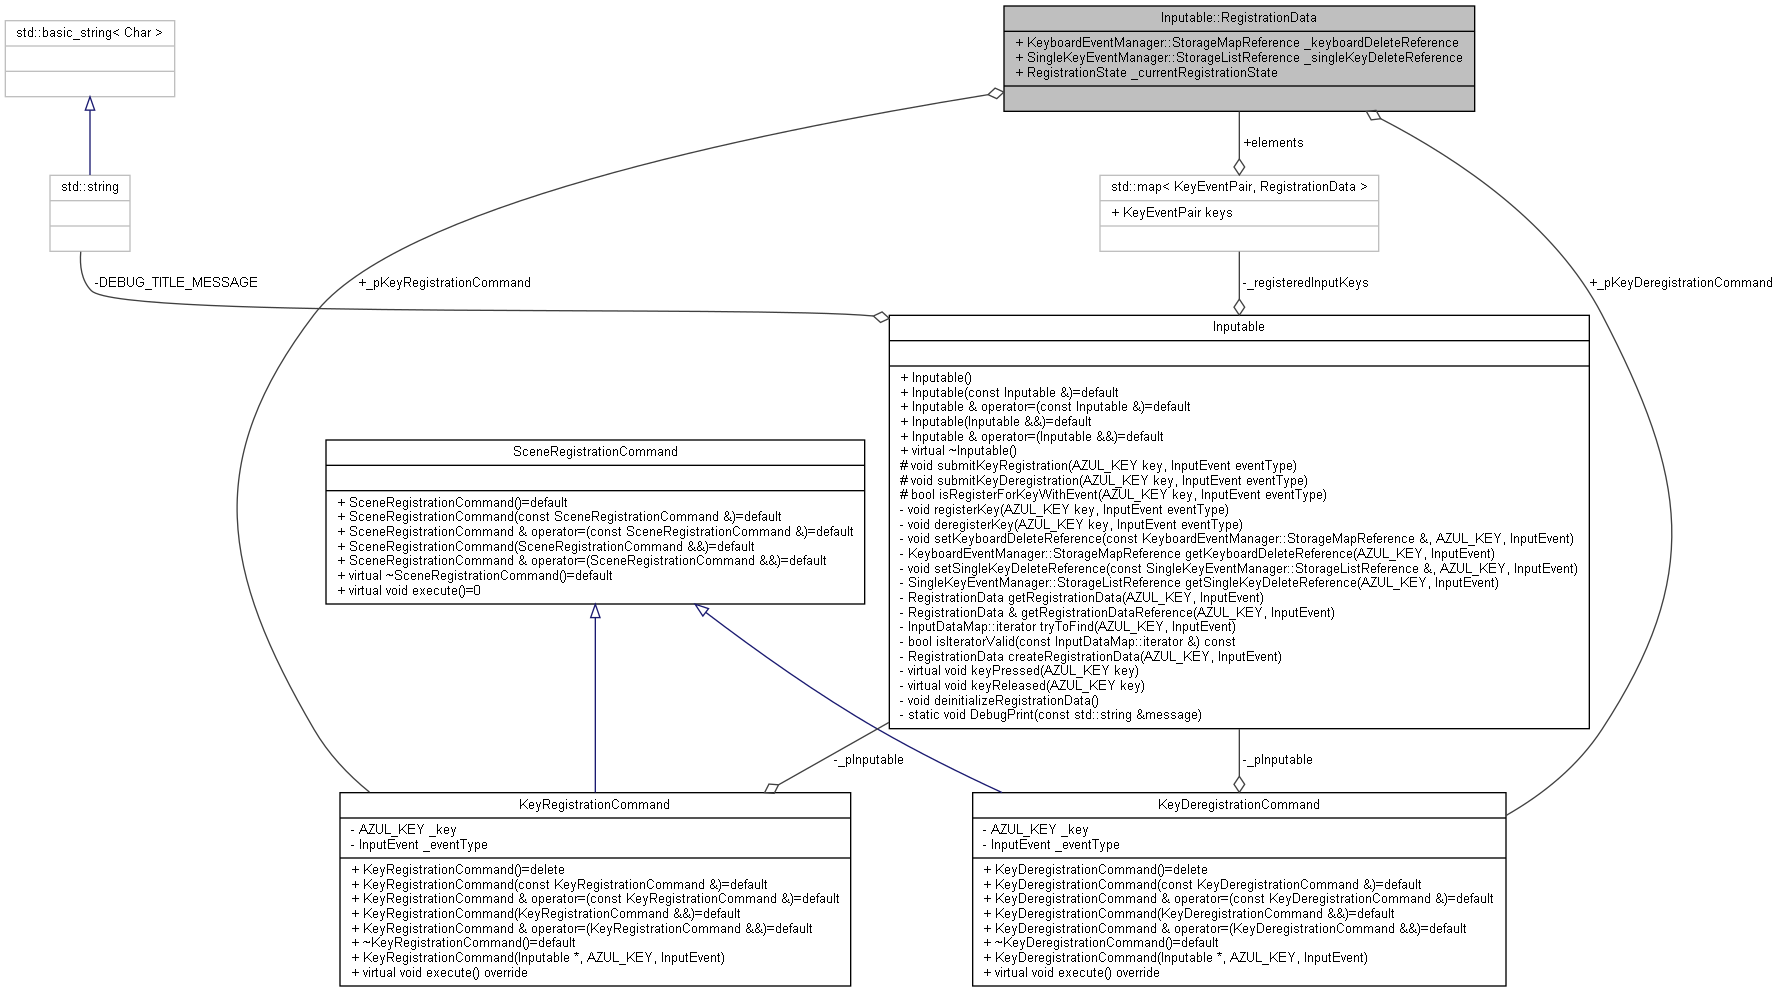 Inputable::RegistrationData
+ KeyboardEventManager::StorageMapReference _keyboardDeleteReference
+ SingleKeyEventManager::StorageListReference _singleKeyDeleteReference
+ RegistrationState _currentRegistrationState
std::basic_string< Char >
+elements
std::string
std::map< KeyEventPair, RegistrationData >
+ KeyEventPair keys
-DEBUG_TITLE_MESSAGE
+_pKeyRegistrationCommand
-_registeredInputKeys
+_pKeyDeregistrationCommand
Inputable
+ Inputable()
+ Inputable(const Inputable &)=default
+ Inputable & operator=(const Inputable &)=default
+ Inputable(Inputable &&)=default
+ Inputable & operator=(Inputable &&)=default
+ virtual ~Inputable()
# void submitKeyRegistration(AZUL_KEY key, InputEvent eventType)
# void submitKeyDeregistration(AZUL_KEY key, InputEvent eventType)
# bool isRegisterForKeyWithEvent(AZUL_KEY key, InputEvent eventType)
- void registerKey(AZUL_KEY key, InputEvent eventType)
- void deregisterKey(AZUL_KEY key, InputEvent eventType)
- void setKeyboardDeleteReference(const KeyboardEventManager::StorageMapReference &, AZUL_KEY, InputEvent)
- KeyboardEventManager::StorageMapReference getKeyboardDeleteReference(AZUL_KEY, InputEvent)
- void setSingleKeyDeleteReference(const SingleKeyEventManager::StorageListReference &, AZUL_KEY, InputEvent)
- SingleKeyEventManager::StorageListReference getSingleKeyDeleteReference(AZUL_KEY, InputEvent)
- RegistrationData getRegistrationData(AZUL_KEY, InputEvent)
- RegistrationData & getRegistrationDataReference(AZUL_KEY, InputEvent)
- InputDataMap::iterator tryToFind(AZUL_KEY, InputEvent)
- bool isIteratorValid(const InputDataMap::iterator &) const
- RegistrationData createRegistrationData(AZUL_KEY, InputEvent)
- virtual void keyPressed(AZUL_KEY key)
- virtual void keyReleased(AZUL_KEY key)
- void deinitializeRegistrationData()
- static void DebugPrint(const std::string &message)
SceneRegistrationCommand
+ SceneRegistrationCommand()=default
+ SceneRegistrationCommand(const SceneRegistrationCommand &)=default
+ SceneRegistrationCommand & operator=(const SceneRegistrationCommand &)=default
+ SceneRegistrationCommand(SceneRegistrationCommand &&)=default
+ SceneRegistrationCommand & operator=(SceneRegistrationCommand &&)=default
+ virtual ~SceneRegistrationCommand()=default
+ virtual void execute()=0
-_pInputable
-_pInputable
KeyRegistrationCommand
- AZUL_KEY _key
- InputEvent _eventType
+ KeyRegistrationCommand()=delete
+ KeyRegistrationCommand(const KeyRegistrationCommand &)=default
+ KeyRegistrationCommand & operator=(const KeyRegistrationCommand &)=default
+ KeyRegistrationCommand(KeyRegistrationCommand &&)=default
+ KeyRegistrationCommand & operator=(KeyRegistrationCommand &&)=default
+ ~KeyRegistrationCommand()=default
+ KeyRegistrationCommand(Inputable *, AZUL_KEY, InputEvent)
+ virtual void execute() override
KeyDeregistrationCommand
- AZUL_KEY _key
- InputEvent _eventType
+ KeyDeregistrationCommand()=delete
+ KeyDeregistrationCommand(const KeyDeregistrationCommand &)=default
+ KeyDeregistrationCommand & operator=(const KeyDeregistrationCommand &)=default
+ KeyDeregistrationCommand(KeyDeregistrationCommand &&)=default
+ KeyDeregistrationCommand & operator=(KeyDeregistrationCommand &&)=default
+ ~KeyDeregistrationCommand()=default
+ KeyDeregistrationCommand(Inputable *, AZUL_KEY, InputEvent)
+ virtual void execute() override